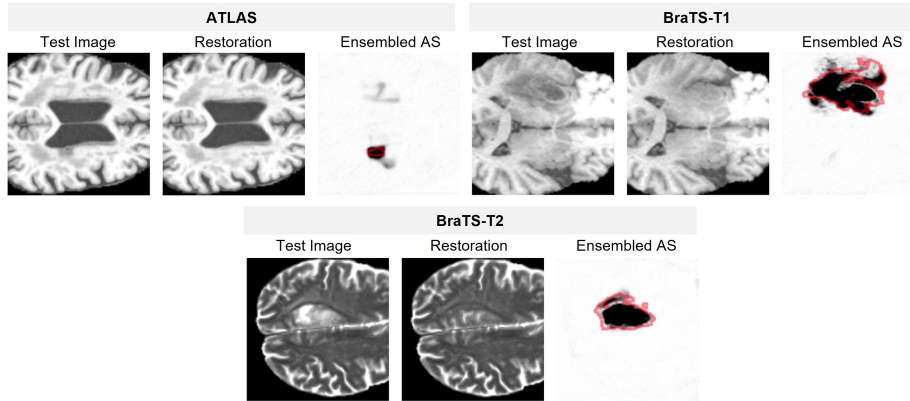 ATLAS
Test Image Restoration Ensembled AS
BraTS-T1
Test Image Restoration Ensembled AS
BraTS-T2
Test Image Restoration Ensembled AS